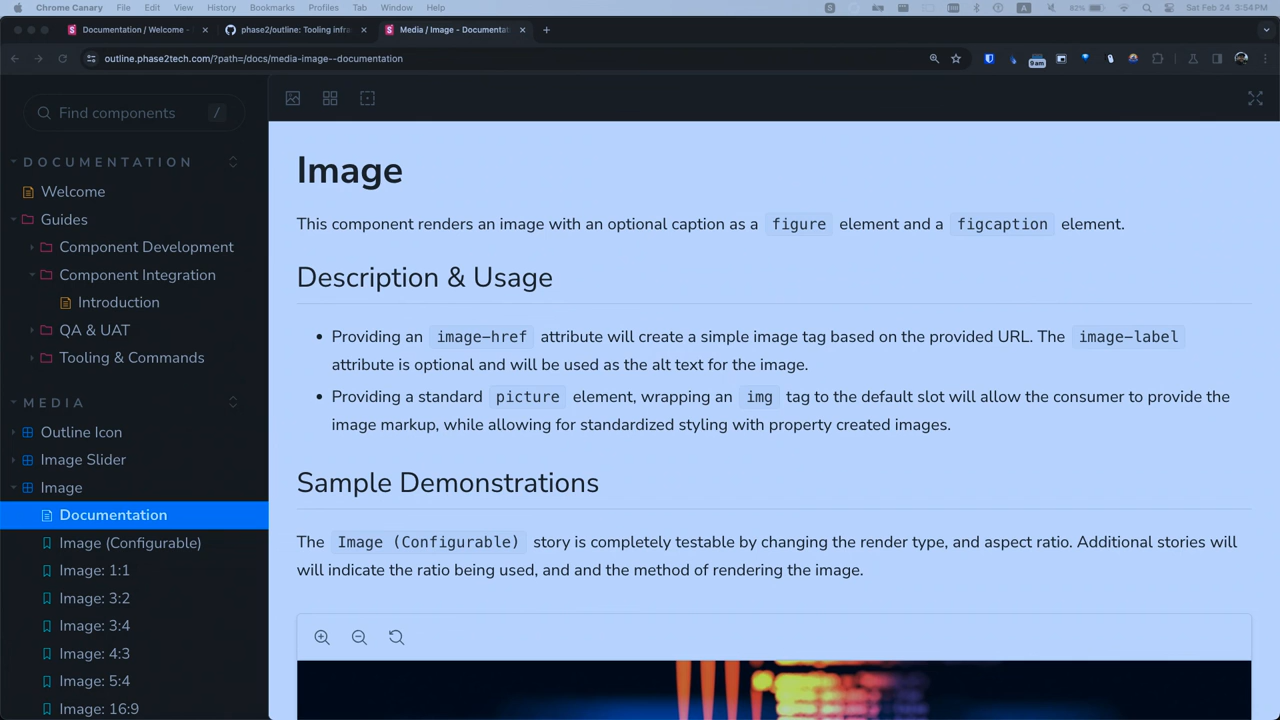 Chrome Canary File Edit View History Bookmarks Profiles Tab Window Help 82% Sat Feb 24 3:54 PM
Documentation / Welcome -
phase2/outline: Tooling infra
Media / Image - Documentat
outline.phase2tech.com/?path=/docs/media-image--documentation
9am
Find components /
DOCUMENTATION
Welcome
Guides
Component Development
Component Integration
Introduction
QA & UAT
Tooling & Commands
MEDIA
Outline Icon
Image Slider
Image
Documentation
Image (Configurable)
Image: 1:1
Image: 3:2
Image: 3:4
Image: 4:3
Image: 5:4
Image: 16:9
Image
This component renders an image with an optional caption as a figure element and a figcaption element.
Description & Usage
• Providing an image-href attribute will create a simple image tag based on the provided URL. The image-label
attribute is optional and will be used as the alt text for the image.
• Providing a standard picture element, wrapping an img tag to the default slot will allow the consumer to provide the
image markup, while allowing for standardized styling with property created images.
Sample Demonstrations
The Image (Configurable) story is completely testable by changing the render type, and aspect ratio. Additional stories will
will indicate the ratio being used, and and the method of rendering the image.